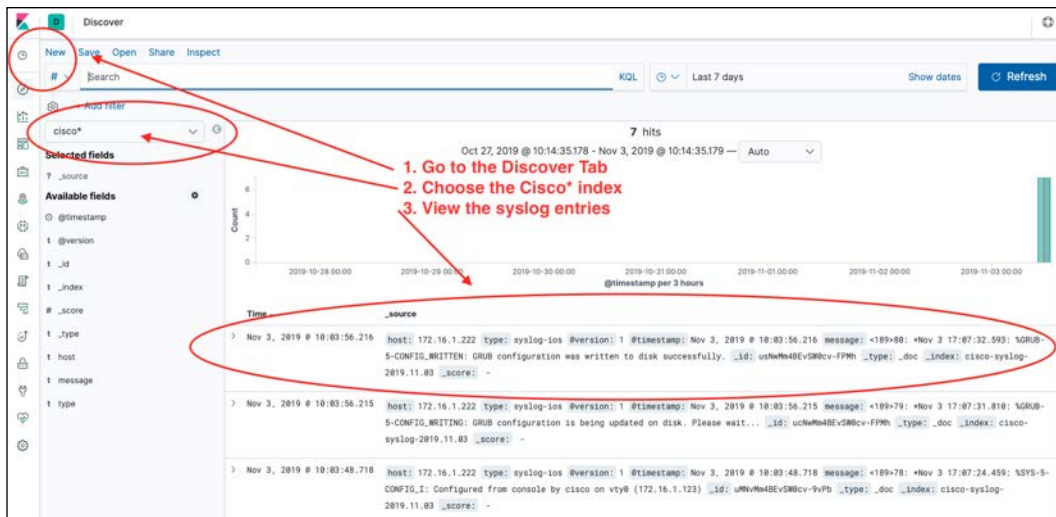 D Discover
New Save Open Share Inspect
# Search KQL Last 7 days Show dates Refresh
+ Add filter
cisco*
7 hits
Selected fields
Oct 27, 2019 @ 10:14:35.178 - Nov 3, 2019 @ 10:14:35.179 — Auto
? _source
1. Go to the Discover Tab
2. Choose the Cisco* index
3. View the syslog entries
Available fields
@timestamp
t @version
t _id
t _index
# _score
t _type
t host
t message
t type
Count
6
4
2
0
2019-10-28 00:00 2019-10-29 00:00 2019-10-30 00:00 2019-10-31 00:00 2019-11-01 00:00 2019-11-02 00:00 2019-11-03 00:00
@timestamp per 3 hours
Time _source
> Nov 3, 2019 @ 10:03:56.216 host: 172.16.1.222 type: syslog-ios @version: 1 @timestamp: Nov 3, 2019 @ 10:03:56.216 message: <189>80: *Nov 3 17:07:32.593: %GRUB-
5-CONFIG_WRITTEN: GRUB configuration was written to disk successfully. _id: usNwMm4BEvSW0cv-FPMh _type: _doc _index: cisco-syslog-
2019.11.03 _score: -
> Nov 3, 2019 @ 10:03:56.215 host: 172.16.1.222 type: syslog-ios @version: 1 @timestamp: Nov 3, 2019 @ 10:03:56.215 message: <189>79: *Nov 3 17:07:31.810: %GRUB-
5-CONFIG_WRITING: GRUB configuration is being updated on disk. Please wait... _id: ucNwMm4BEvSW0cv-FPMh _type: _doc _index: cisco-
syslog-2019.11.03 _score: -
> Nov 3, 2019 @ 10:03:48.718 host: 172.16.1.222 type: syslog-ios @version: 1 @timestamp: Nov 3, 2019 @ 10:03:48.718 message: <189>78: *Nov 3 17:07:24.459: %SYS-5-
CONFIG_I: Configured from console by cisco on vty0 (172.16.1.123) _id: uMNvMm4BEvSW0cv-9vPb _type: _doc _index: cisco-syslog-
2019.11.03 _score: -